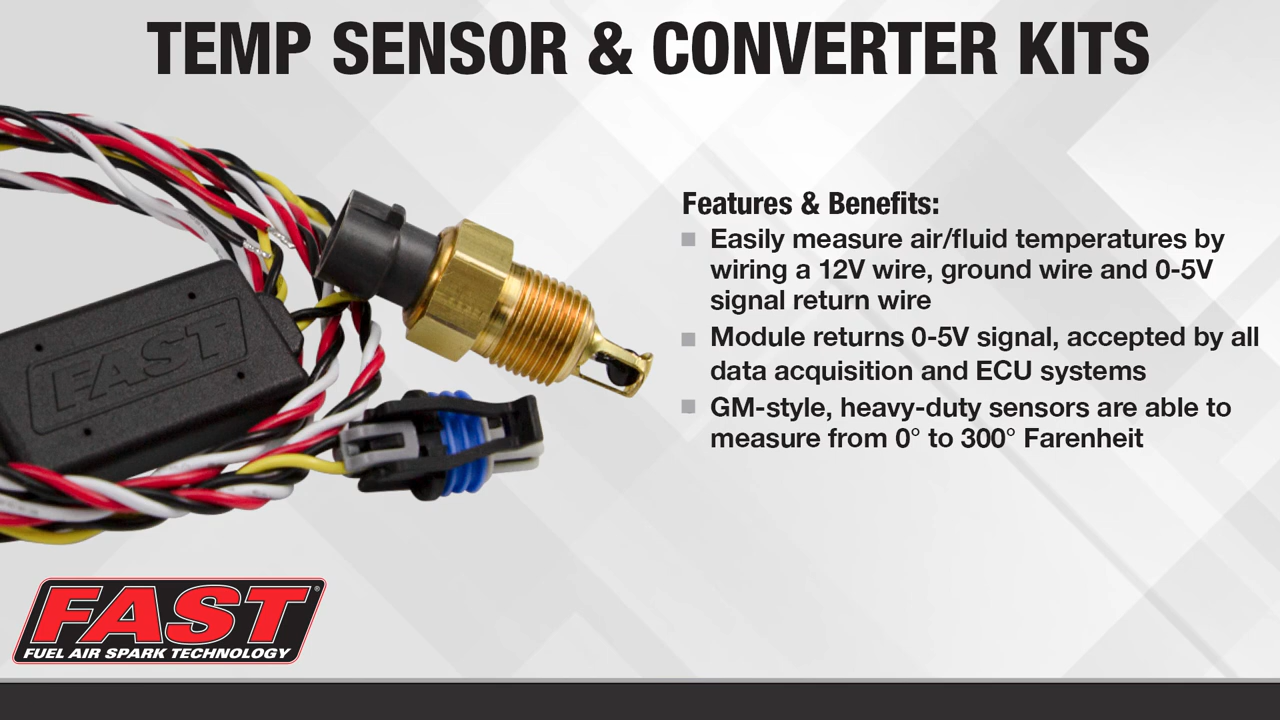 TEMP SENSOR & CONVERTER KITS
Features & Benefits:
Easily measure air/fluid temperatures by
wiring a 12V wire, ground wire and 0-5V
signal return wire
Module returns 0-5V signal, accepted by all
data acquisition and ECU systems
GM-style, heavy-duty sensors are able to
measure from 0° to 300° Farenheit
FAST
FAST®
FUEL AIR SPARK TECHNOLOGY